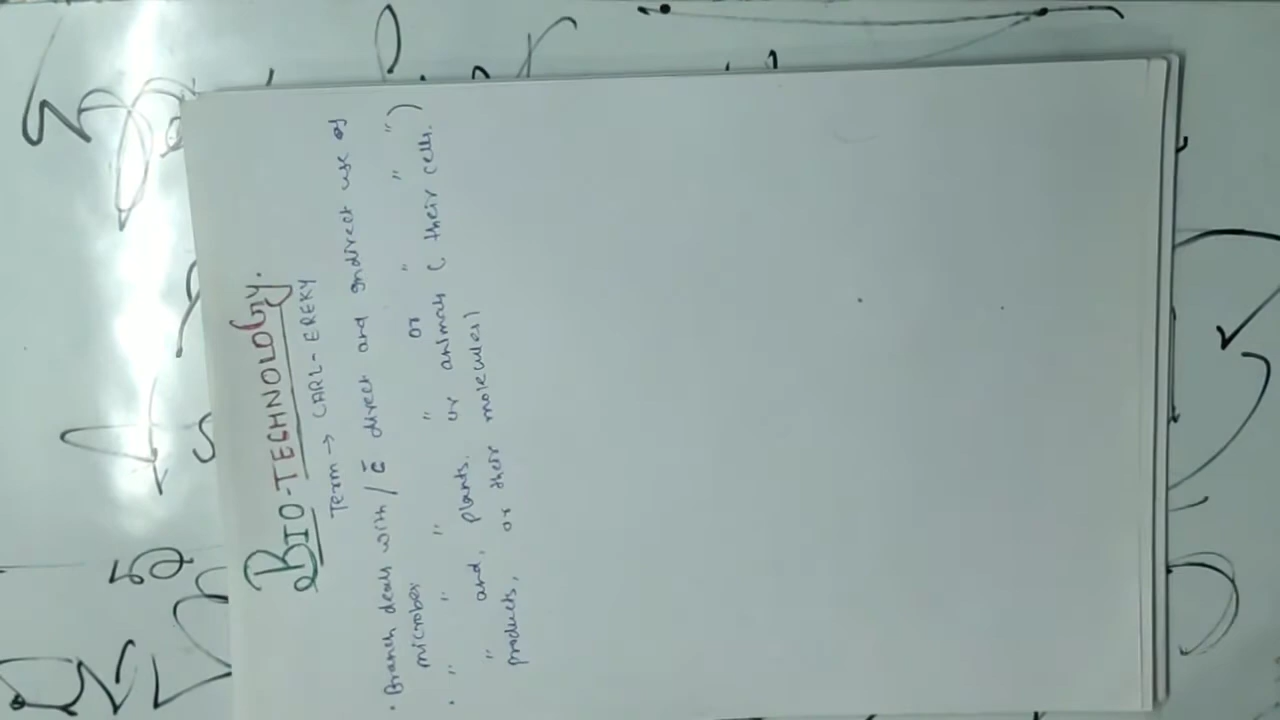 BIO-TECHNOLOGY.
Term → CARL-EREKY
• Branch deals with / c̄ direct and indirect use of
microbes " or " " " )
• " " " " or animals ( their cells.
" and, plants.
products, or their molecules)